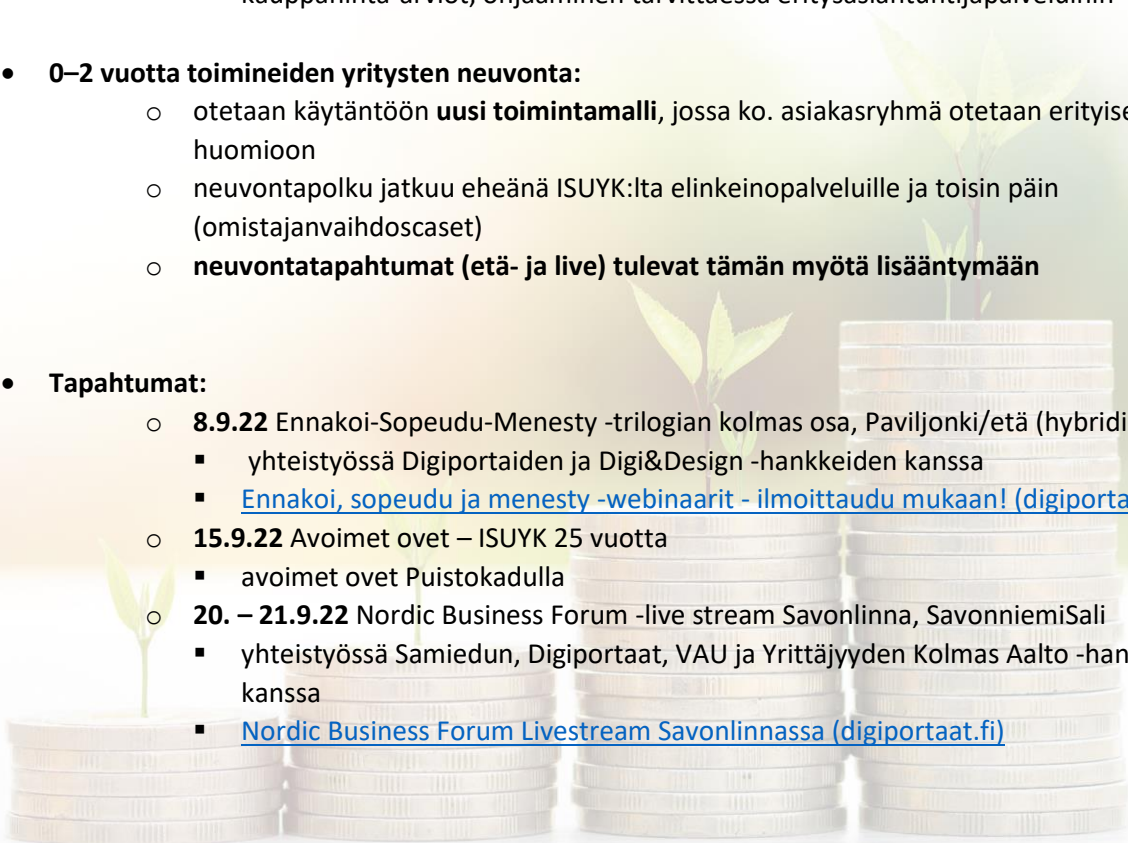 kauppahinta-arviot, ohjaaminen tarvittaessa erityisasiantuntijapalveluihin
• 0–2 vuotta toimineiden yritysten neuvonta:
o otetaan käytäntöön uusi toimintamalli, jossa ko. asiakasryhmä otetaan erityise
huomioon
o neuvontapolku jatkuu eheänä ISUYK:lta elinkeinopalveluille ja toisin päin
(omistajanvaihdoscaset)
o neuvontatapahtumat (etä- ja live) tulevat tämän myötä lisääntymään
• Tapahtumat:
o 8.9.22 Ennakoi-Sopeudu-Menesty -trilogian kolmas osa, Paviljonki/etä (hybridi
▪ yhteistyössä Digiportaiden ja Digi&Design -hankkeiden kanssa
▪ Ennakoi, sopeudu ja menesty -webinaarit - ilmoittaudu mukaan! (digiporta
o 15.9.22 Avoimet ovet – ISUYK 25 vuotta
▪ avoimet ovet Puistokadulla
o 20. – 21.9.22 Nordic Business Forum -live stream Savonlinna, SavonniemiSali
▪ yhteistyössä Samiedun, Digiportaat, VAU ja Yrittäjyyden Kolmas Aalto -han
kanssa
▪ Nordic Business Forum Livestream Savonlinnassa (digiportaat.fi)